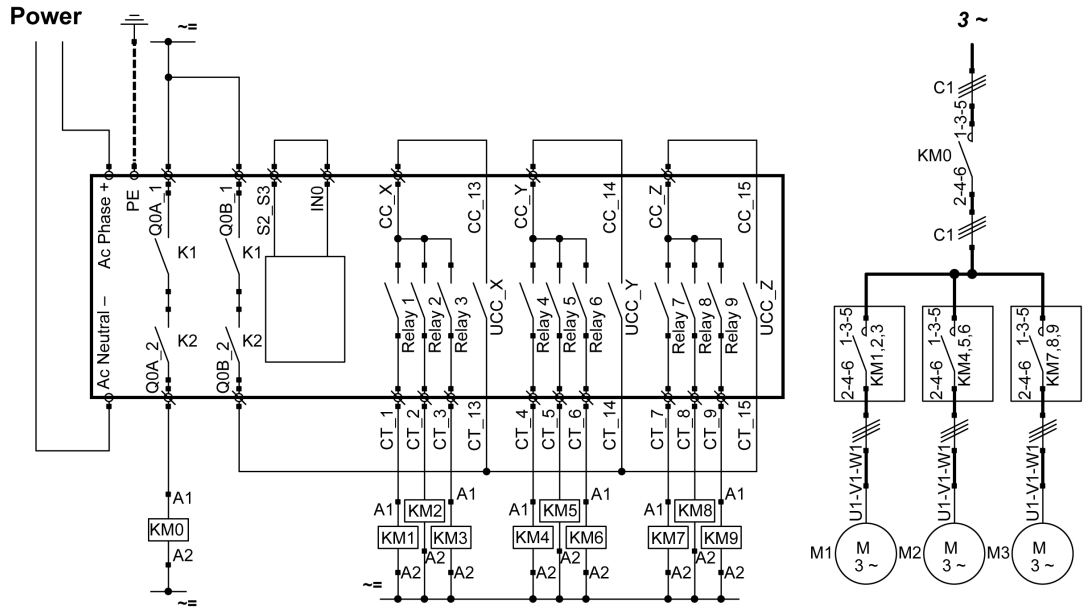 Power
~=
3 ~
C1
1-3-5
KM0
2-4-6
C1
Ac Phase +
PE
Q0A_1
Q0B_1
S2_S3
IN0
CC_X
CC_13
CC_Y
CC_14
CC_Z
CC_15
K1
K1
Ac Neutral –
K2
K2
Q0A_2
Q0B_2
Relay 1
Relay 2
Relay 3
UCC_X
Relay 4
Relay 5
Relay 6
UCC_Y
Relay 7
Relay 8
Relay 9
UCC_Z
CT_1
CT_2
CT_3
CT_13
CT_4
CT_5
CT_6
CT_14
CT_7
CT_8
CT_9
CT_15
2-4-6 1-3-5
KM1,2,3
2-4-6 1-3-5
KM4,5,6
2-4-6 1-3-5
KM7,8,9
U1-V1-W1
U1-V1-W1
U1-V1-W1
A1
KM0
A2
~=
A1
A1
KM2
KM1
KM3
A2
A2
A2
A1
A1
KM5
KM4
KM6
A2
A2
A2
A1
A1
KM8
KM7
KM9
A2
A2
A2
~=
M1
M
3 ~
M2
M
3 ~
M3
M
3 ~